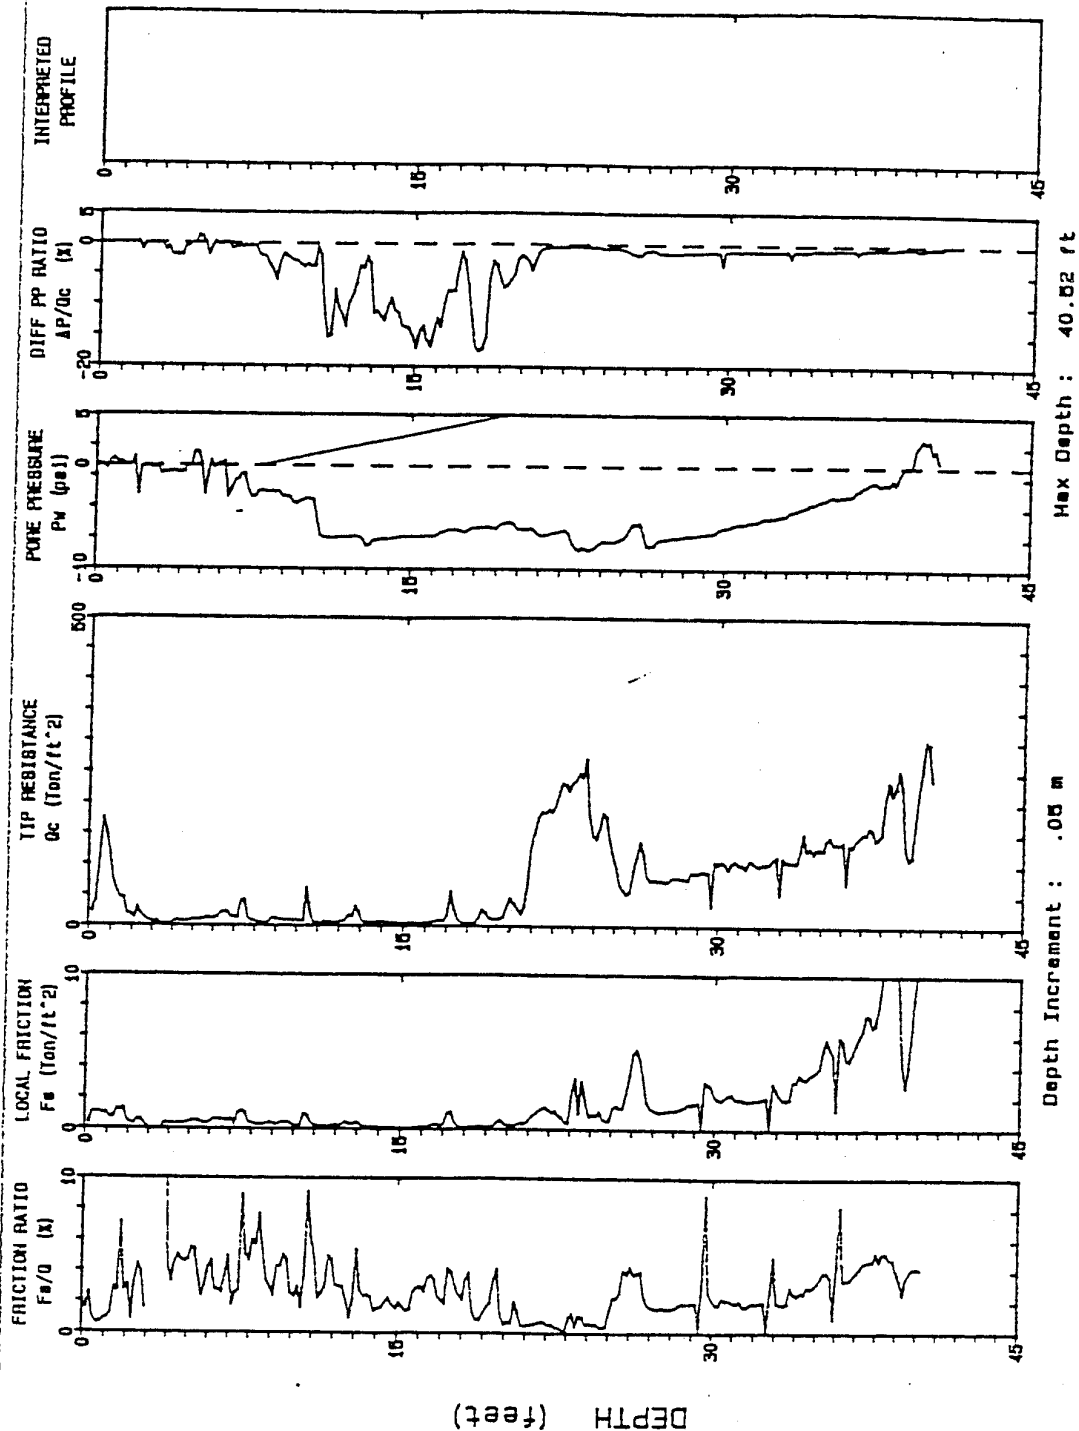 INTERPRETED
PROFILE
0
15
30
45
DIFF PP RATIO
ΔP/Qc (%)
5
0
-20
0
15
30
45
PORE PRESSURE
Pw (psi)
5
0
-10
0
15
30
45
TIP RESISTANCE
Qc (Ton/ft^2)
500
0
0
15
30
45
LOCAL FRICTION
Fs (Ton/ft^2)
10
0
0
15
30
45
FRICTION RATIO
Fs/Q (%)
10
0
0
15
30
45
Max Depth : 40.52 ft
Depth Increment : .05 m
DEPTH (feet)